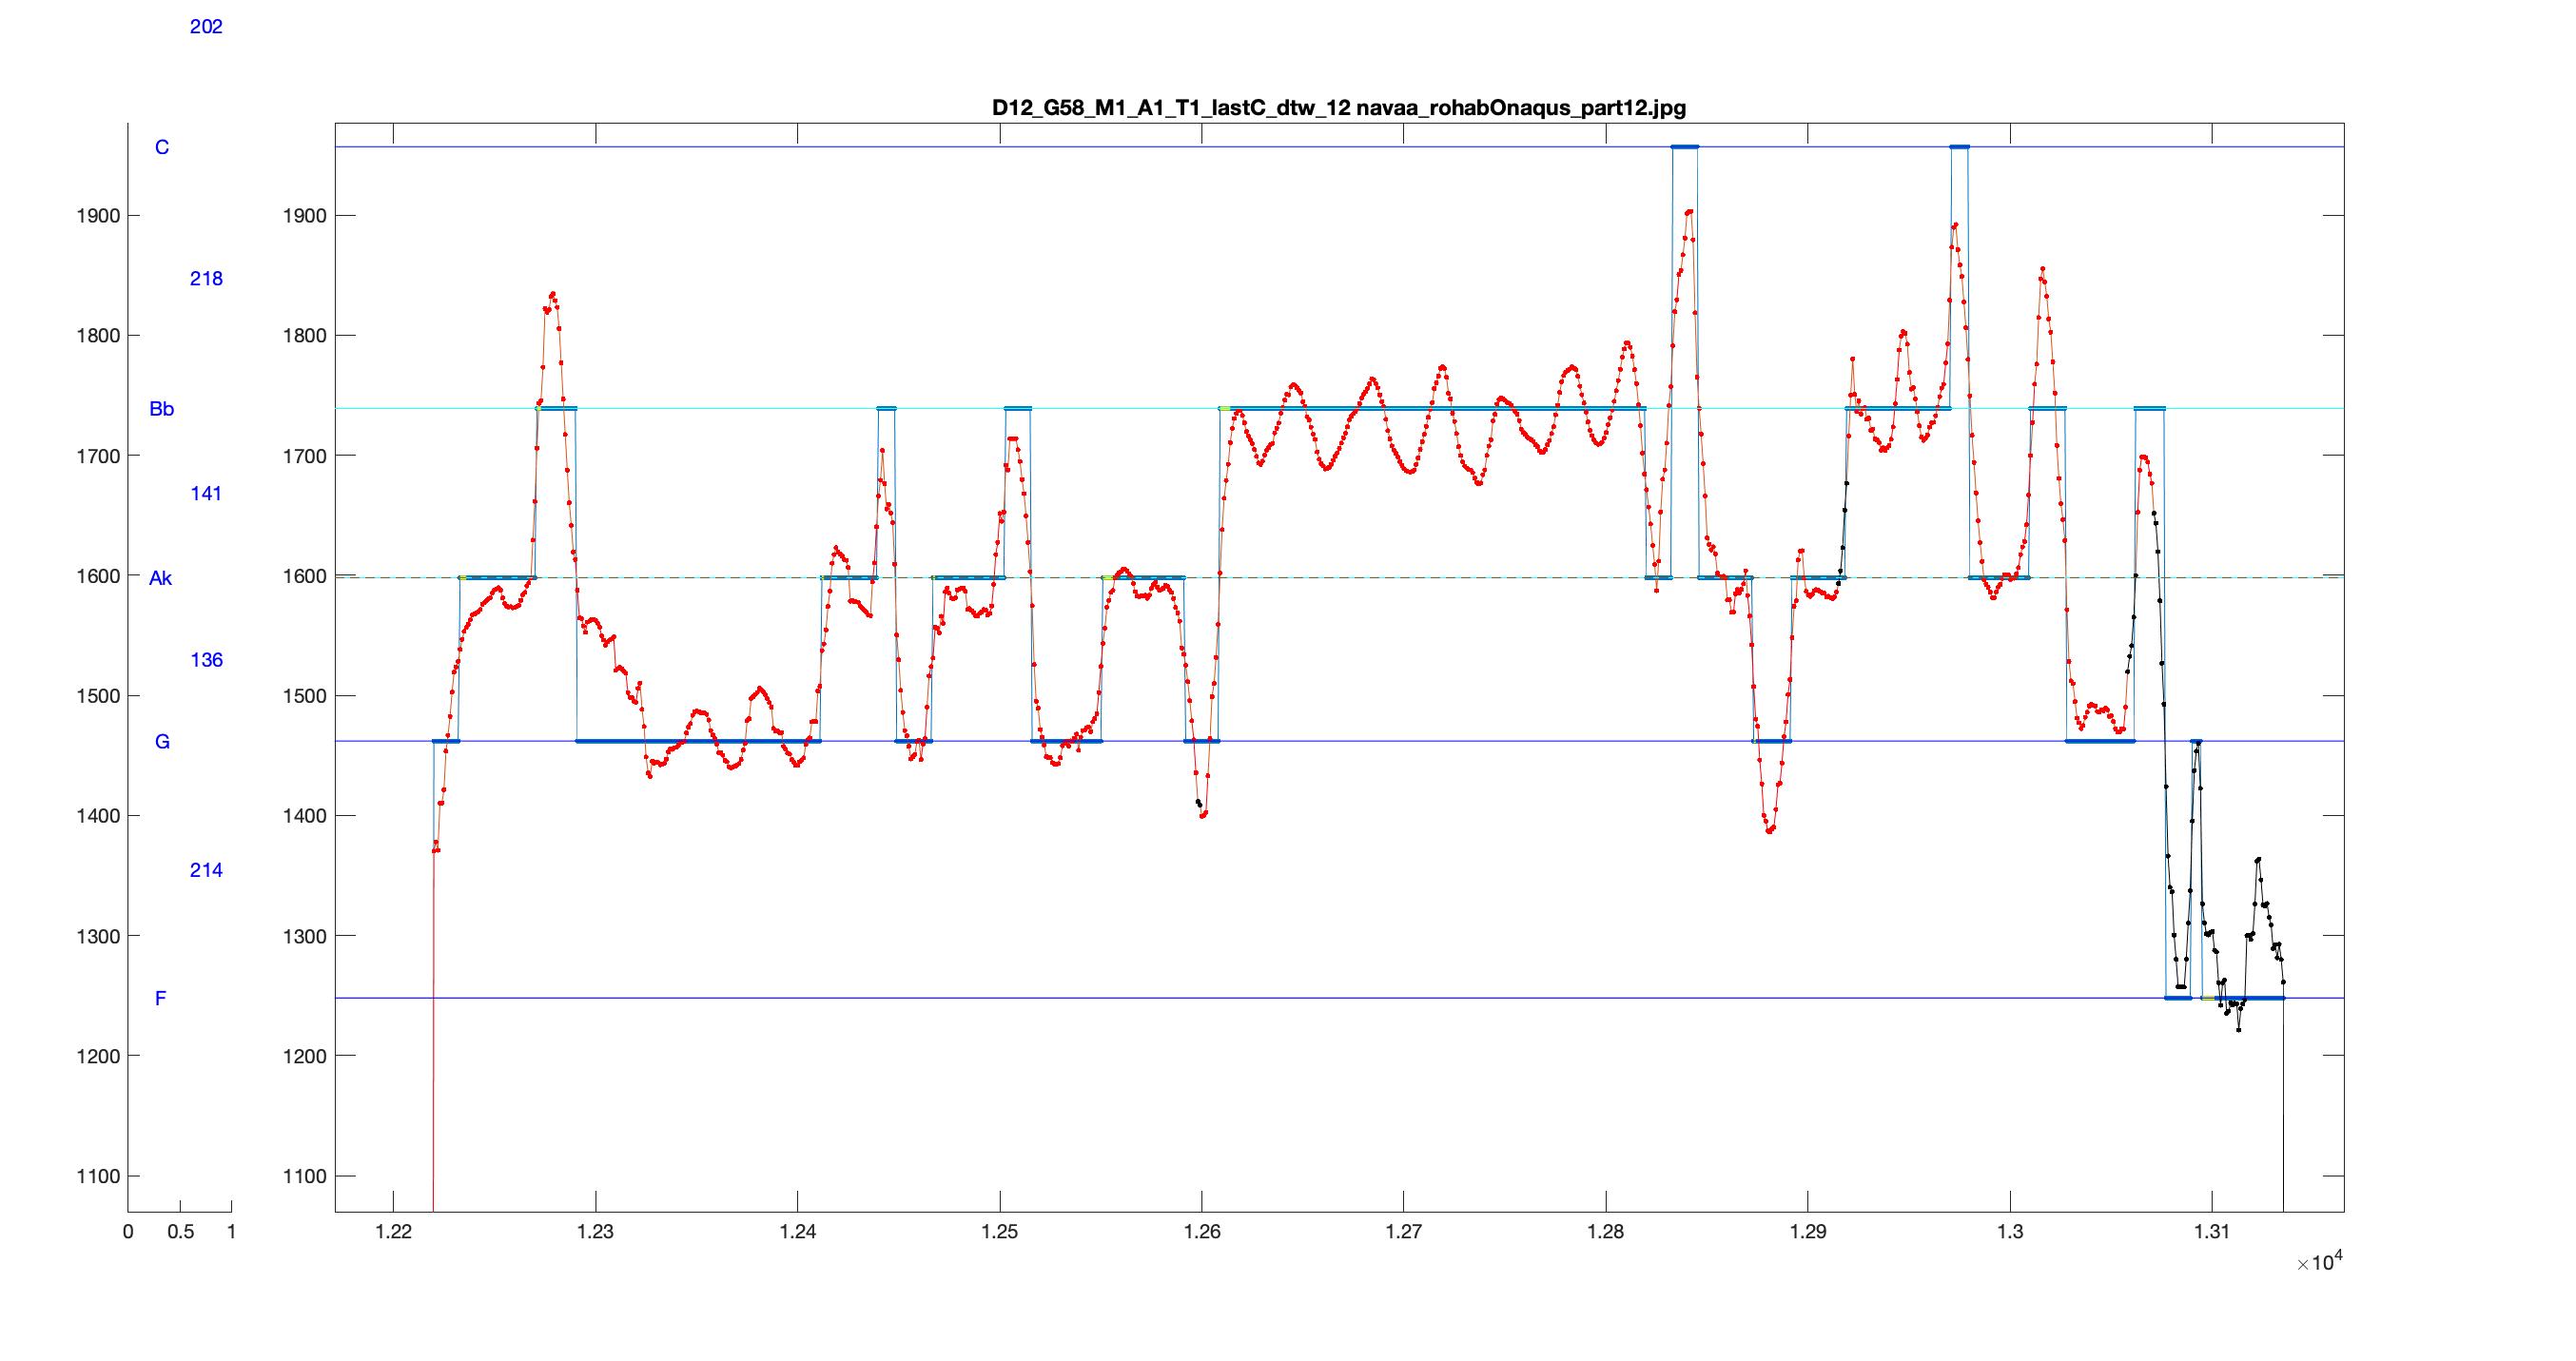 202
D12_G58_M1_A1_T1_lastC_dtw_12 navaa_rohabOnaqus_part12.jpg
C
1900 1900
218
1800 1800
Bb
1700 1700
141
1600 Ak 1600
136
1500 1500
G
1400 1400
214
1300 1300
F
1200 1200
1100 1100
0 0.5 1 1.22 1.23 1.24 1.25 1.26 1.27 1.28 1.29 1.3 1.31
×10^4